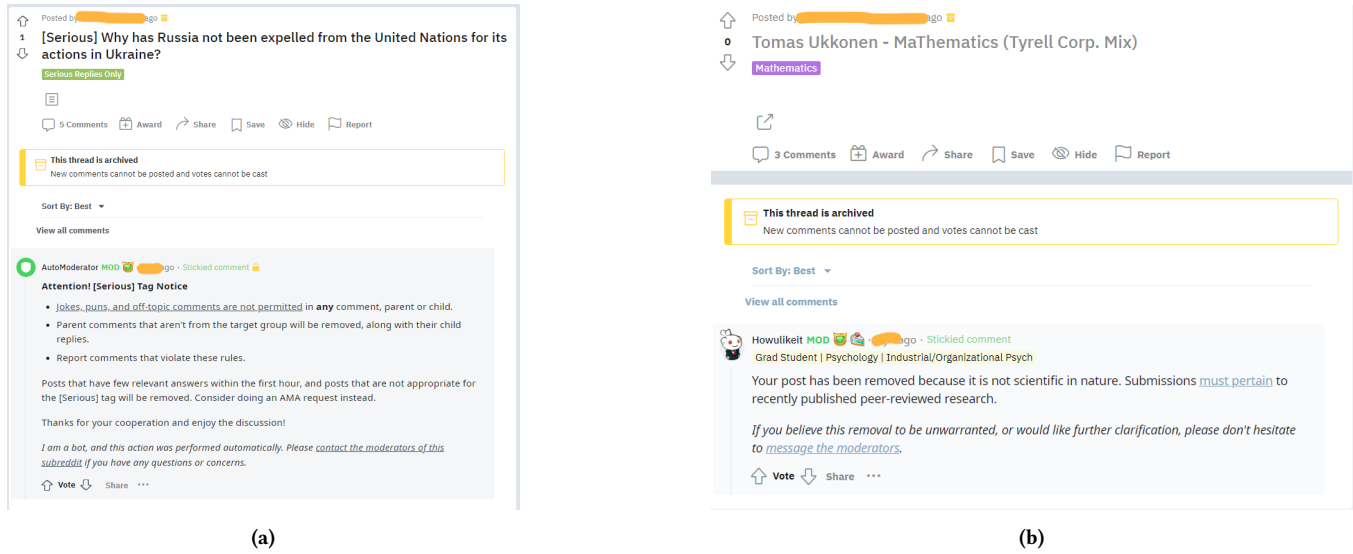 Posted by ago
1
[Serious] Why has Russia not been expelled from the United Nations for its
actions in Ukraine?
Serious Replies Only
5 Comments Award Share Save Hide Report
This thread is archived
New comments cannot be posted and votes cannot be cast
Sort By: Best
View all comments
AutoModerator MOD ago · Stickied comment
Attention! [Serious] Tag Notice
• Jokes, puns, and off-topic comments are not permitted in any comment, parent or child.
• Parent comments that aren't from the target group will be removed, along with their child
replies.
• Report comments that violate these rules.
Posts that have few relevant answers within the first hour, and posts that are not appropriate for
the [Serious] tag will be removed. Consider doing an AMA request instead.
Thanks for your cooperation and enjoy the discussion!
I am a bot, and this action was performed automatically. Please contact the moderators of this
subreddit if you have any questions or concerns.
Vote Share ···
(a)
Posted by ago
0
Tomas Ukkonen - MaThematics (Tyrell Corp. Mix)
Mathematics
3 Comments Award Share Save Hide Report
This thread is archived
New comments cannot be posted and votes cannot be cast
Sort By: Best
View all comments
Howulikeit MOD · ago · Stickied comment
Grad Student | Psychology | Industrial/Organizational Psych
Your post has been removed because it is not scientific in nature. Submissions must pertain to
recently published peer-reviewed research.
If you believe this removal to be unwarranted, or would like further clarification, please don't hesitate
to message the moderators.
Vote Share ···
(b)